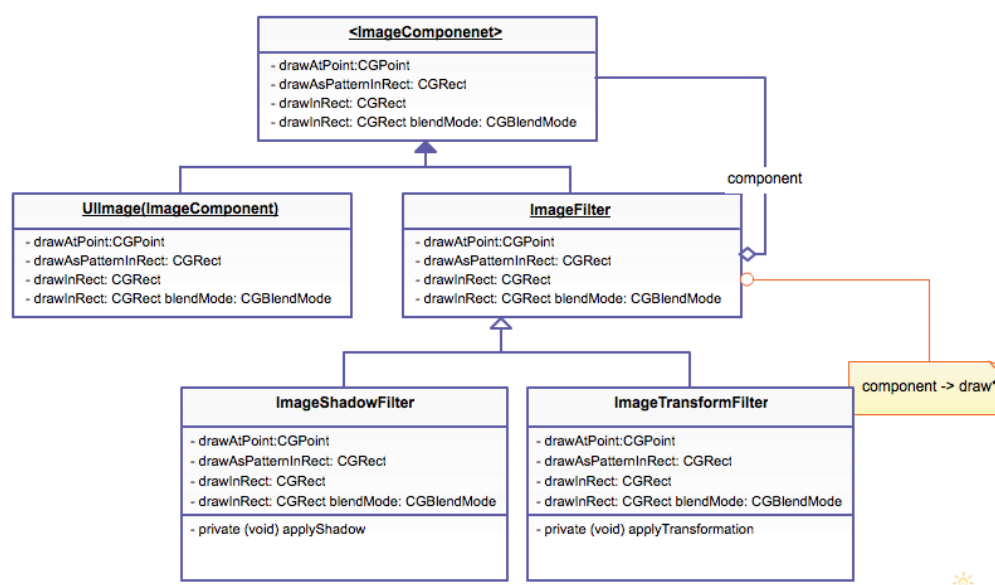 <ImageComponenet>
- drawAtPoint:CGPoint
- drawAsPatternInRect: CGRect
- drawInRect: CGRect
- drawInRect: CGRect blendMode: CGBlendMode
component
UIImage(ImageComponent)
- drawAtPoint:CGPoint
- drawAsPatternInRect: CGRect
- drawInRect: CGRect
- drawInRect: CGRect blendMode: CGBlendMode
ImageFilter
- drawAtPoint:CGPoint
- drawAsPatternInRect: CGRect
- drawInRect: CGRect
- drawInRect: CGRect blendMode: CGBlendMode
component -> draw*
ImageShadowFilter
- drawAtPoint:CGPoint
- drawAsPatternInRect: CGRect
- drawInRect: CGRect
- drawInRect: CGRect blendMode: CGBlendMode
- private (void) applyShadow
ImageTransformFilter
- drawAtPoint:CGPoint
- drawAsPatternInRect: CGRect
- drawInRect: CGRect
- drawInRect: CGRect blendMode: CGBlendMode
- private (void) applyTransformation